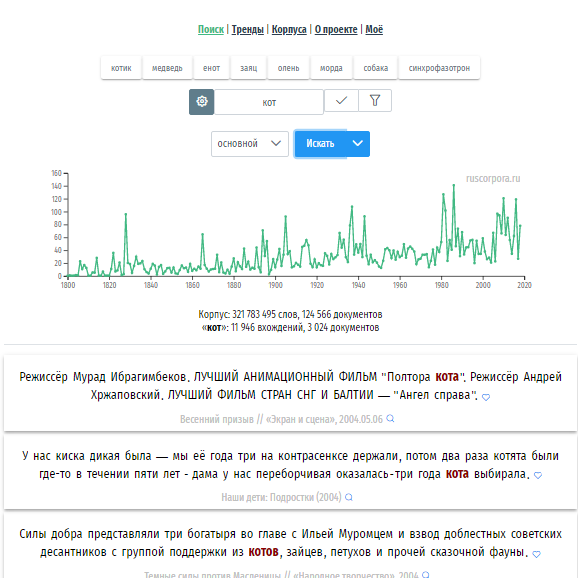 Поиск | Тренды | Корпуса | О проекте | Моё
котик медведь енот заяц олень морда собака синхрофазотрон
кот
основной Искать
ruscorpora.ru
160
140
120
100
80
60
40
20
0
1800 1820 1840 1860 1880 1900 1920 1940 1960 1980 2000 2020
Корпус: 321 783 495 слов, 124 566 документов
«кот»: 11 946 вхождений, 3 024 документов
Режиссёр Мурад Ибрагимбеков. ЛУЧШИЙ АНИМАЦИОННЫЙ ФИЛЬМ "Полтора кота". Режиссёр Андрей
Хржаповский. ЛУЧШИЙ ФИЛЬМ СТРАН СНГ И БАЛТИИ — "Ангел справа".
Весенний призыв // «Экран и сцена», 2004.05.06
У нас киска дикая была — мы её года три на контрасексе держали, потом два раза котята были
где-то в течении пяти лет - дама у нас переборчивая оказалась-три года кота выбирала.
Наши дети: Подростки (2004)
Силы добра представляли три богатыря во главе с Ильей Муромцем и взвод доблестных советских
десантников с группой поддержки из котов, зайцев, петухов и прочей сказочной фауны.
Темные силы против Масленицы // «Народное творчество», 2004